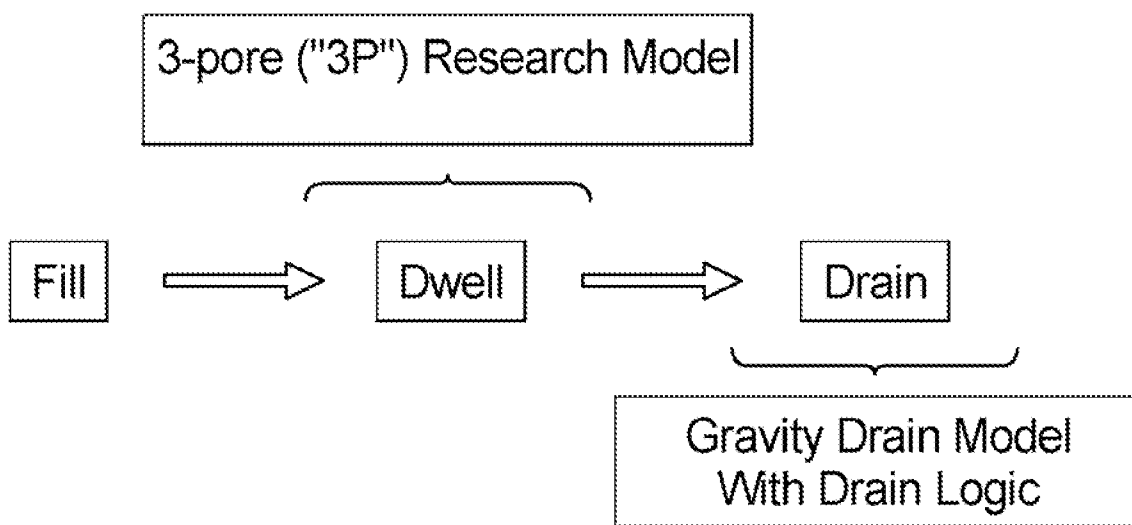 3-pore ("3P") Research Model
Fill
Dwell
Drain
Gravity Drain Model
With Drain Logic